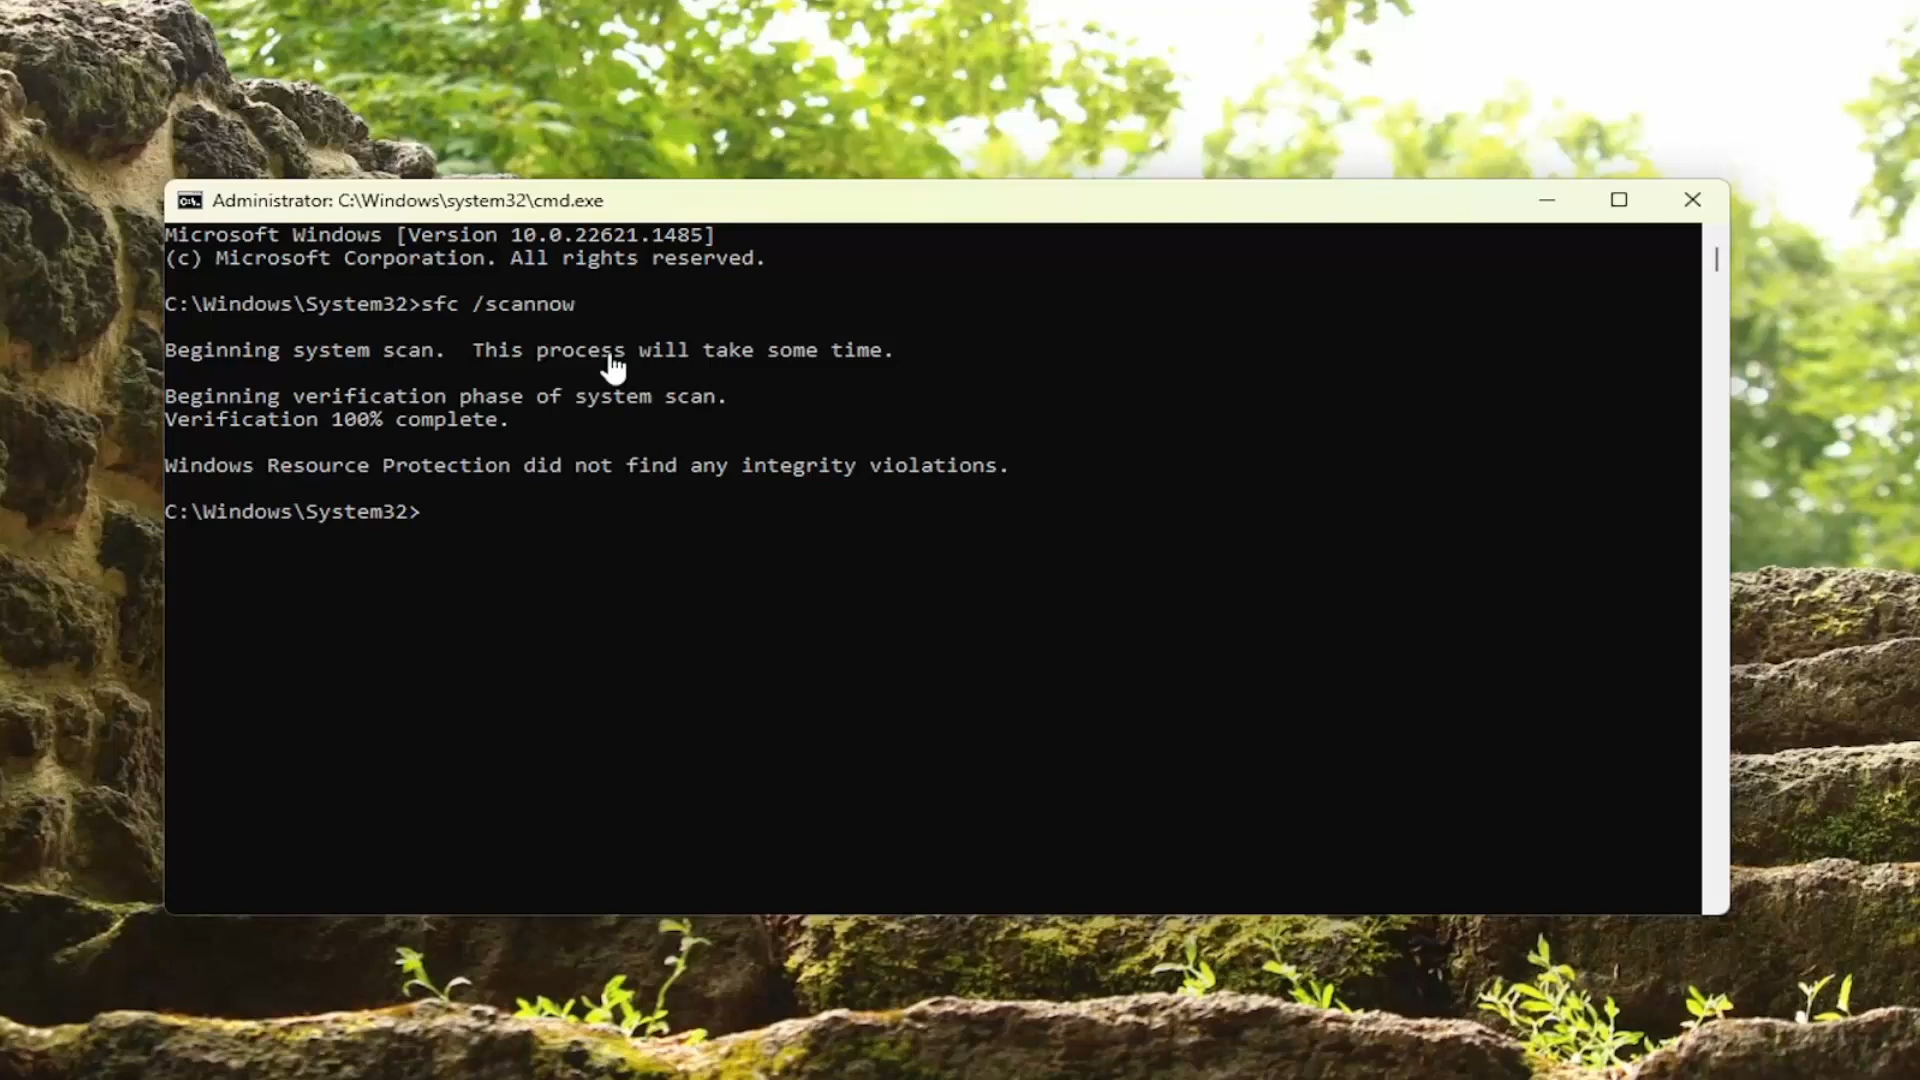 Administrator: C:\Windows\system32\cmd.exe
Microsoft Windows [Version 10.0.22621.1485]
(c) Microsoft Corporation. All rights reserved.
C:\Windows\System32>sfc /scannow
Beginning system scan.  This process will take some time.
Beginning verification phase of system scan.
Verification 100% complete.
Windows Resource Protection did not find any integrity violations.
C:\Windows\System32>